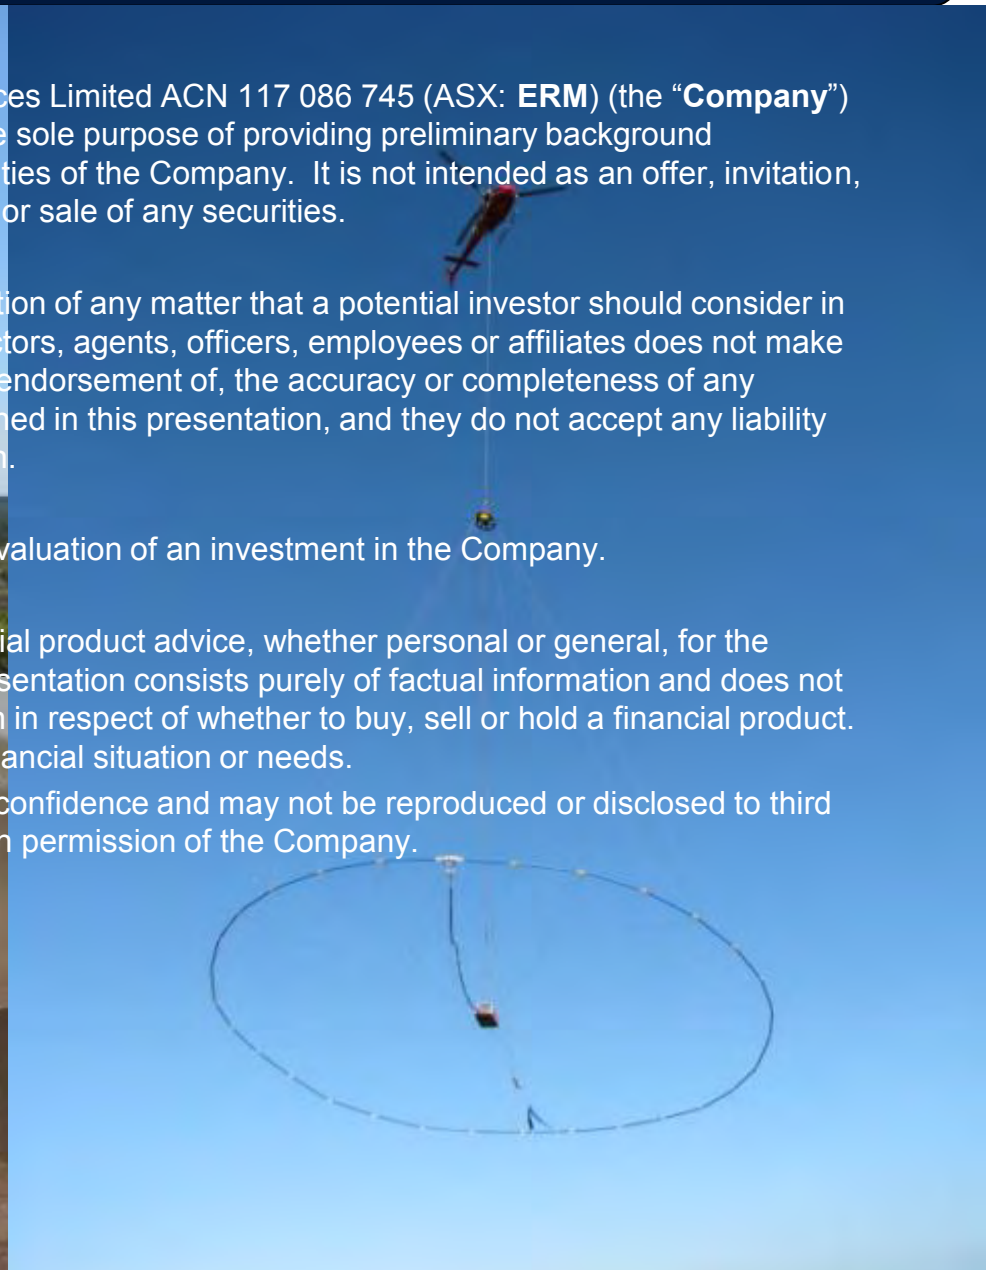 ces Limited ACN 117 086 745 (ASX: ERM) (the “Company”)
sole purpose of providing preliminary background
ties of the Company. It is not intended as an offer, invitation,
or sale of any securities.
tion of any matter that a potential investor should consider in
ctors, agents, officers, employees or affiliates does not make
endorsement of, the accuracy or completeness of any
ned in this presentation, and they do not accept any liability
valuation of an investment in the Company.
ial product advice, whether personal or general, for the
sentation consists purely of factual information and does not
in respect of whether to buy, sell or hold a financial product.
ancial situation or needs.
confidence and may not be reproduced or disclosed to third
permission of the Company.